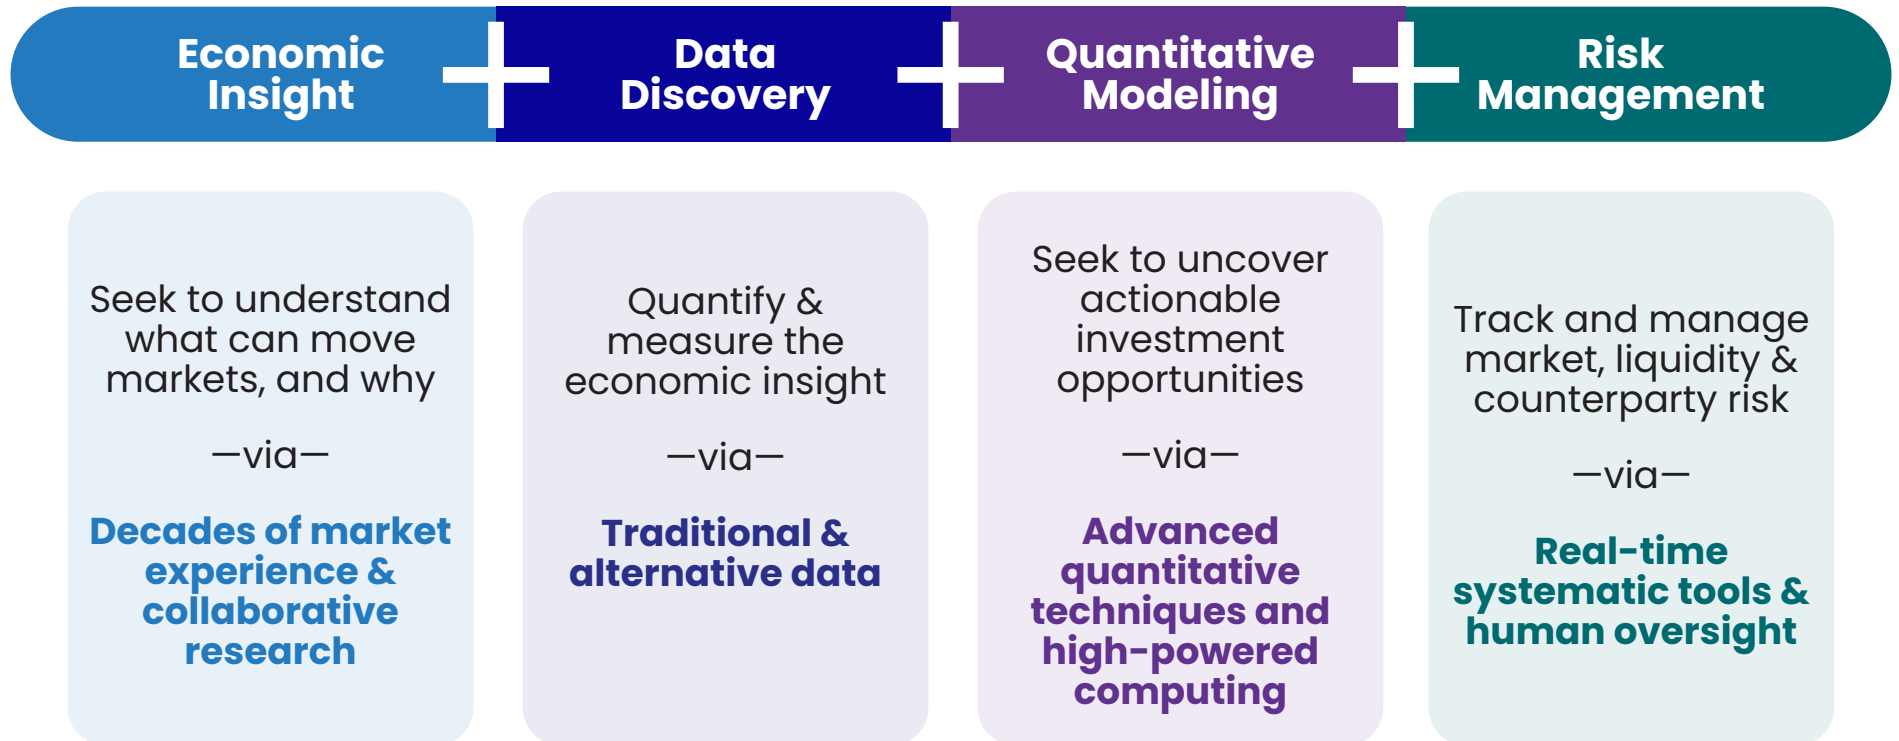 Economic
Insight
Data
Discovery
Quantitative
Modeling
Risk
Management
Seek to understand
what can move
markets, and why
—via—
Decades of market
experience &
collaborative
research
Quantify &
measure the
economic insight
—via—
Traditional &
alternative data
Seek to uncover
actionable
investment
opportunities
—via—
Advanced
quantitative
techniques and
high-powered
computing
Track and manage
market, liquidity &
counterparty risk
—via—
Real-time
systematic tools &
human oversight